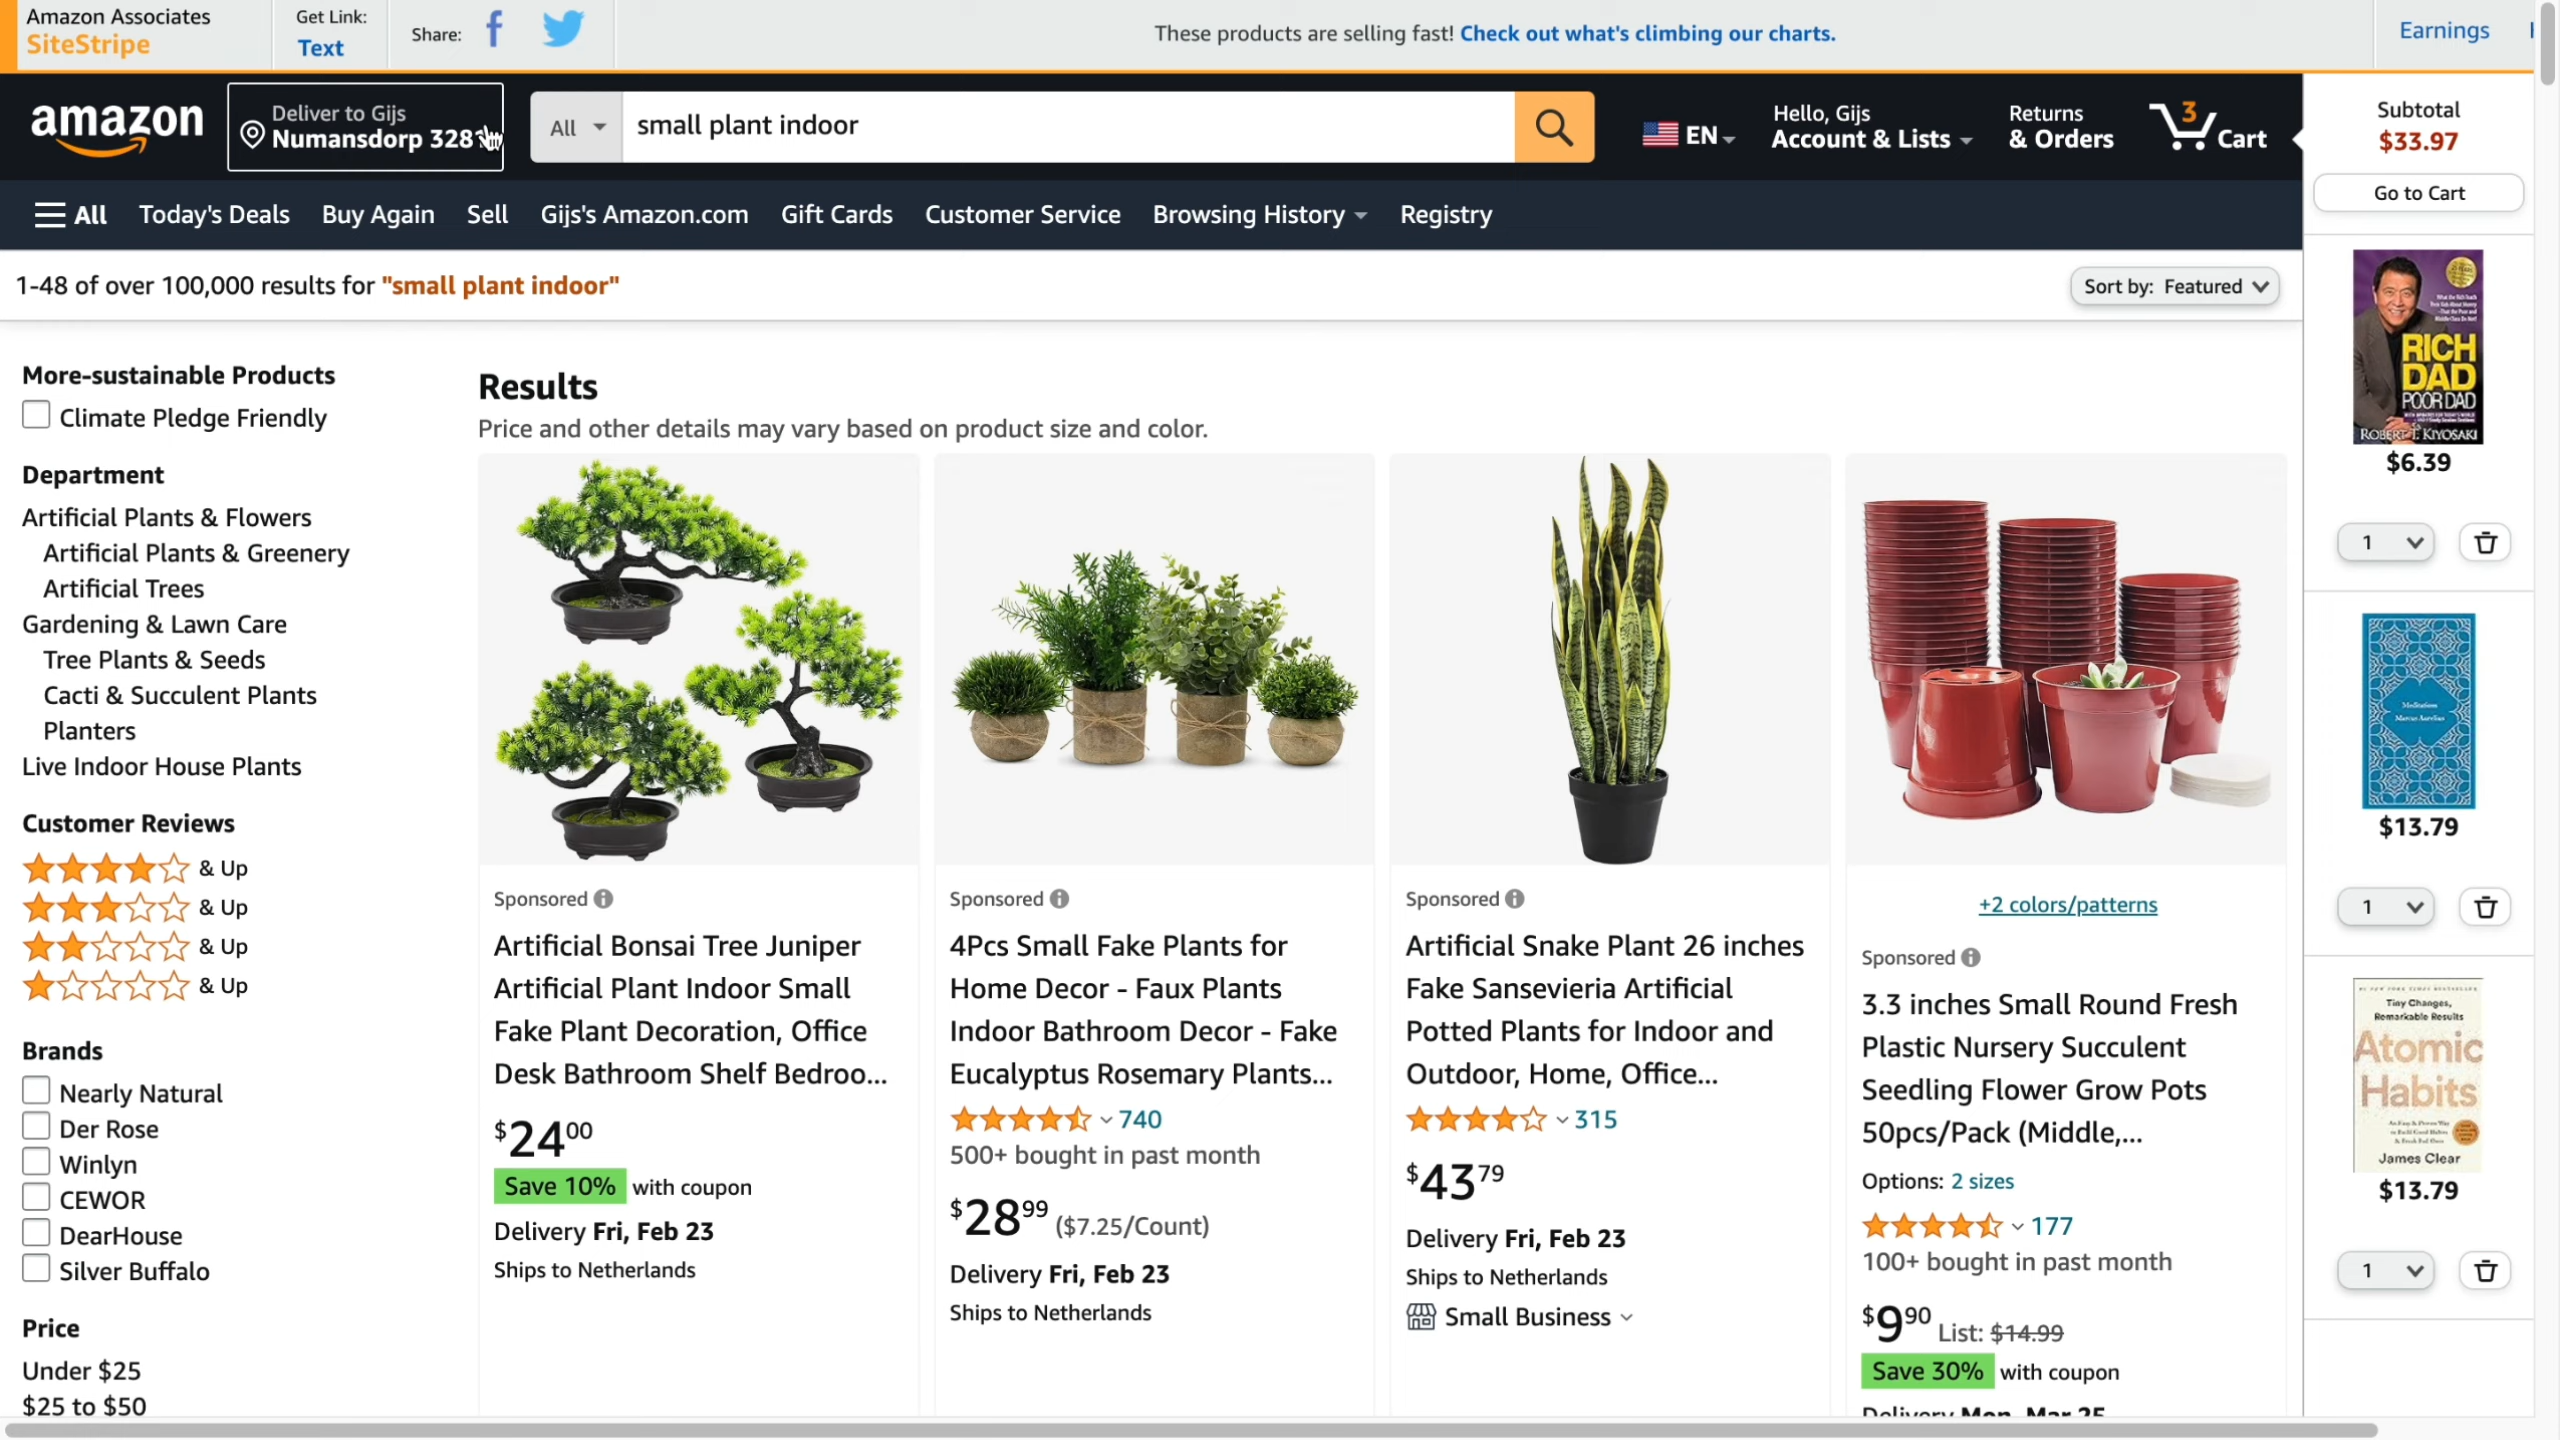 Amazon Associates
SiteStripe
Get Link:
Text
Share:
These products are selling fast! Check out what's climbing our charts.
Earnings
amazon
Deliver to Gijs
Numansdorp
All
small plant indoor
EN
Hello, Gijs
Account & Lists
Returns
& Orders
3
Cart
Subtotal
$33.97
Go to Cart
All
Today's Deals
Buy Again
Sell
Gijs's Amazon.com
Gift Cards
Customer Service
Browsing History
Registry
1-48 of over 100,000 results for "small plant indoor"
Sort by: Featured
More-sustainable Products
Climate Pledge Friendly
Department
Artificial Plants & Flowers
Artificial Plants & Greenery
Artificial Trees
Gardening & Lawn Care
Tree Plants & Seeds
Cacti & Succulent Plants
Planters
Live Indoor House Plants
Customer Reviews
& Up
& Up
& Up
& Up
Brands
Nearly Natural
Der Rose
Winlyn
CEWOR
DearHouse
Silver Buffalo
Price
Under $25
$25 to $50
Results
Price and other details may vary based on product size and color.
Sponsored
Artificial Bonsai Tree Juniper
Artificial Plant Indoor Small
Fake Plant Decoration, Office
Desk Bathroom Shelf Bedroo...
$24 00
Save 10% with coupon
Delivery Fri, Feb 23
Ships to Netherlands
Sponsored
4Pcs Small Fake Plants for
Home Decor - Faux Plants
Indoor Bathroom Decor - Fake
Eucalyptus Rosemary Plants...
740
500+ bought in past month
$28 99 ($7.25/Count)
Delivery Fri, Feb 23
Ships to Netherlands
Sponsored
Artificial Snake Plant 26 inches
Fake Sansevieria Artificial
Potted Plants for Indoor and
Outdoor, Home, Office...
315
$43 79
Delivery Fri, Feb 23
Ships to Netherlands
Small Business
+2 colors/patterns
Sponsored
3.3 inches Small Round Fresh
Plastic Nursery Succulent
Seedling Flower Grow Pots
50pcs/Pack (Middle,...
Options: 2 sizes
177
100+ bought in past month
$9 90 List: $14.99
Save 30% with coupon
Delivery Mon, Mar 25
RICH
DAD
POOR DAD
ROBERT T. KIYOSAKI
$6.39
1
Meditations
Marcus Aurelius
$13.79
1
Tiny Changes,
Remarkable Results
Atomic
Habits
James Clear
$13.79
1